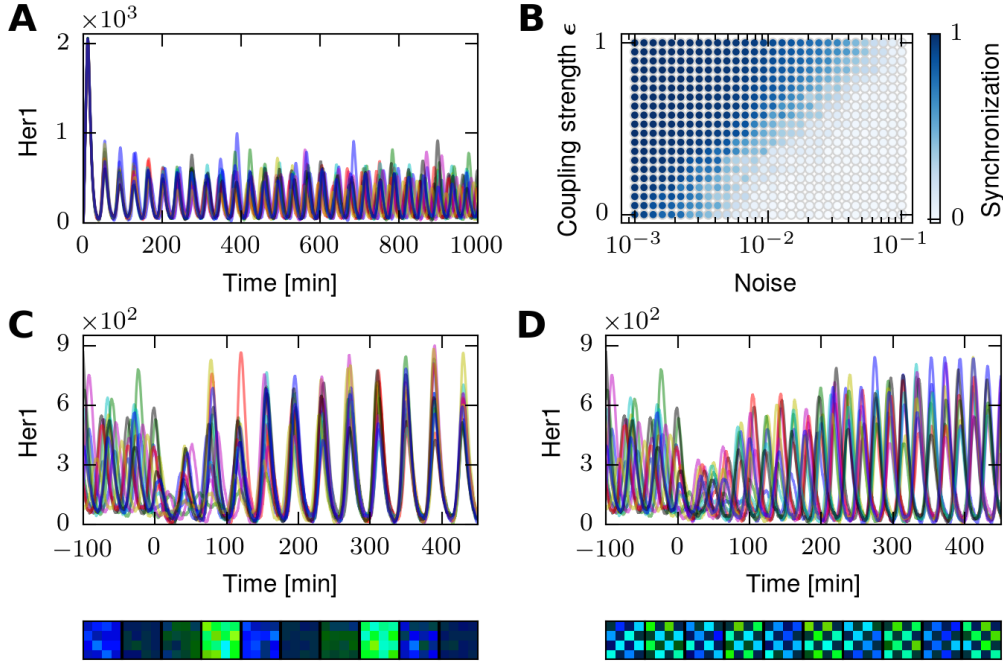 A
×10³
2
1
0
Her1
0 200 400 600 800 1000
Time [min]
B
Coupling strength ϵ
1
0
10⁻³ 10⁻² 10⁻¹
Noise
1
0
Synchronization
C
×10²
9
6
3
0
Her1
−100 0 100 200 300 400
Time [min]
D
×10²
9
6
3
0
Her1
−100 0 100 200 300 400
Time [min]